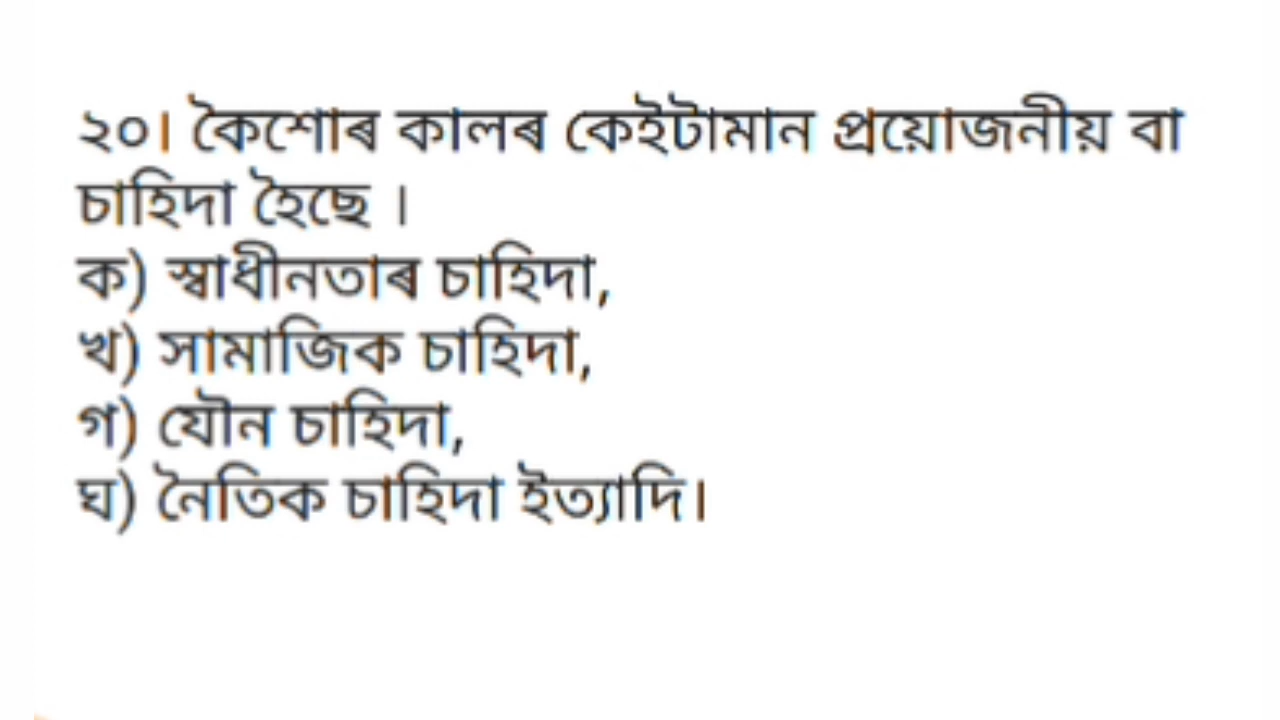 ২০। কৈশোৰ কালৰ কেইটামান প্ৰয়োজনীয় বা
চাহিদা হৈছে ।
ক) স্বাধীনতাৰ চাহিদা,
খ) সামাজিক চাহিদা,
গ) যৌন চাহিদা,
ঘ) নৈতিক চাহিদা ইত্যাদি।